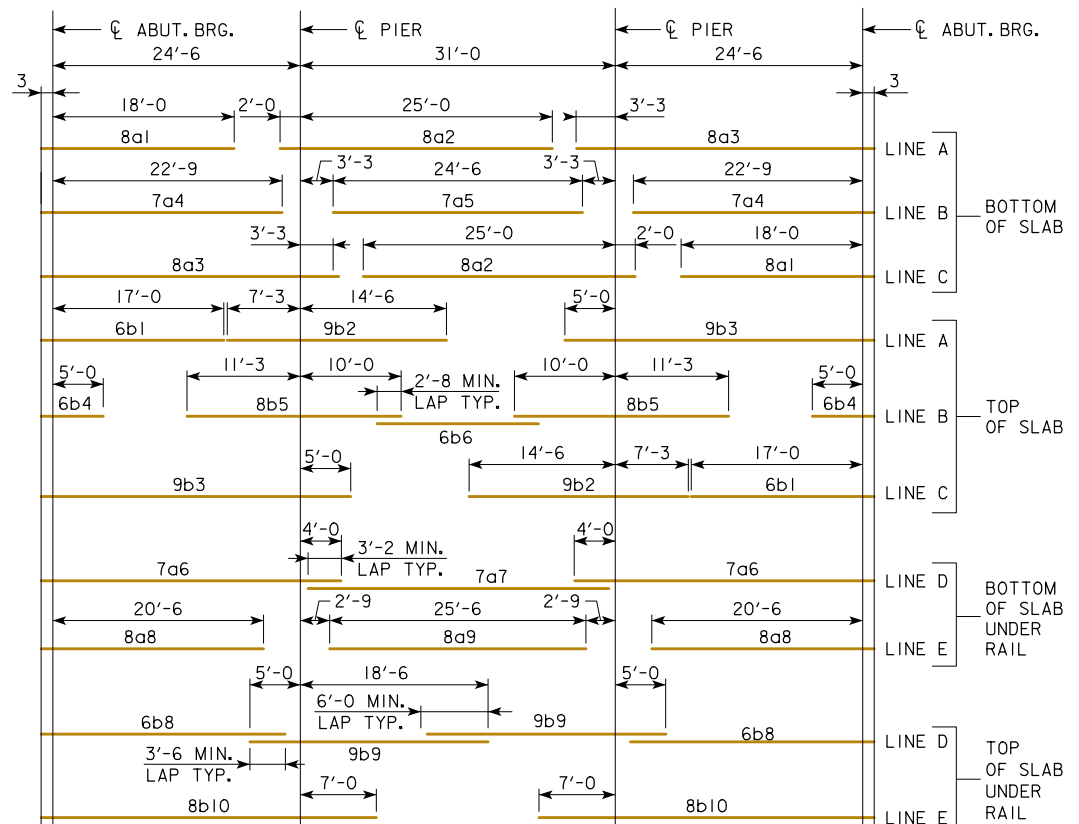 ℄ ABUT. BRG.
℄ PIER
℄ PIER
℄ ABUT. BRG.
24'-6
31'-0
24'-6
3
3
18'-0
2'-0
25'-0
3'-3
8a1
8a2
8a3
LINE A
3'-3
3'-3
22'-9
24'-6
22'-9
7a4
7a5
7a4
LINE B
BOTTOM
OF SLAB
3'-3
25'-0
2'-0
18'-0
8a3
8a2
8a1
LINE C
17'-0
7'-3
14'-6
5'-0
6b1
9b2
9b3
LINE A
11'-3
10'-0
10'-0
11'-3
5'-0
5'-0
2'-8 MIN.
LAP TYP.
6b4
8b5
8b5
6b4
LINE B
TOP
OF SLAB
6b6
5'-0
14'-6
7'-3
17'-0
9b3
9b2
6b1
LINE C
4'-0
4'-0
3'-2 MIN.
LAP TYP.
7a6
7a7
7a6
LINE D
BOTTOM
OF SLAB
UNDER
RAIL
20'-6
2'-9
25'-6
2'-9
20'-6
8a8
8a9
8a8
LINE E
5'-0
18'-6
5'-0
6'-0 MIN.
LAP TYP.
6b8
9b9
6b8
LINE D
9b9
3'-6 MIN.
LAP TYP.
TOP
OF SLAB
UNDER
RAIL
7'-0
7'-0
8b10
8b10
LINE E